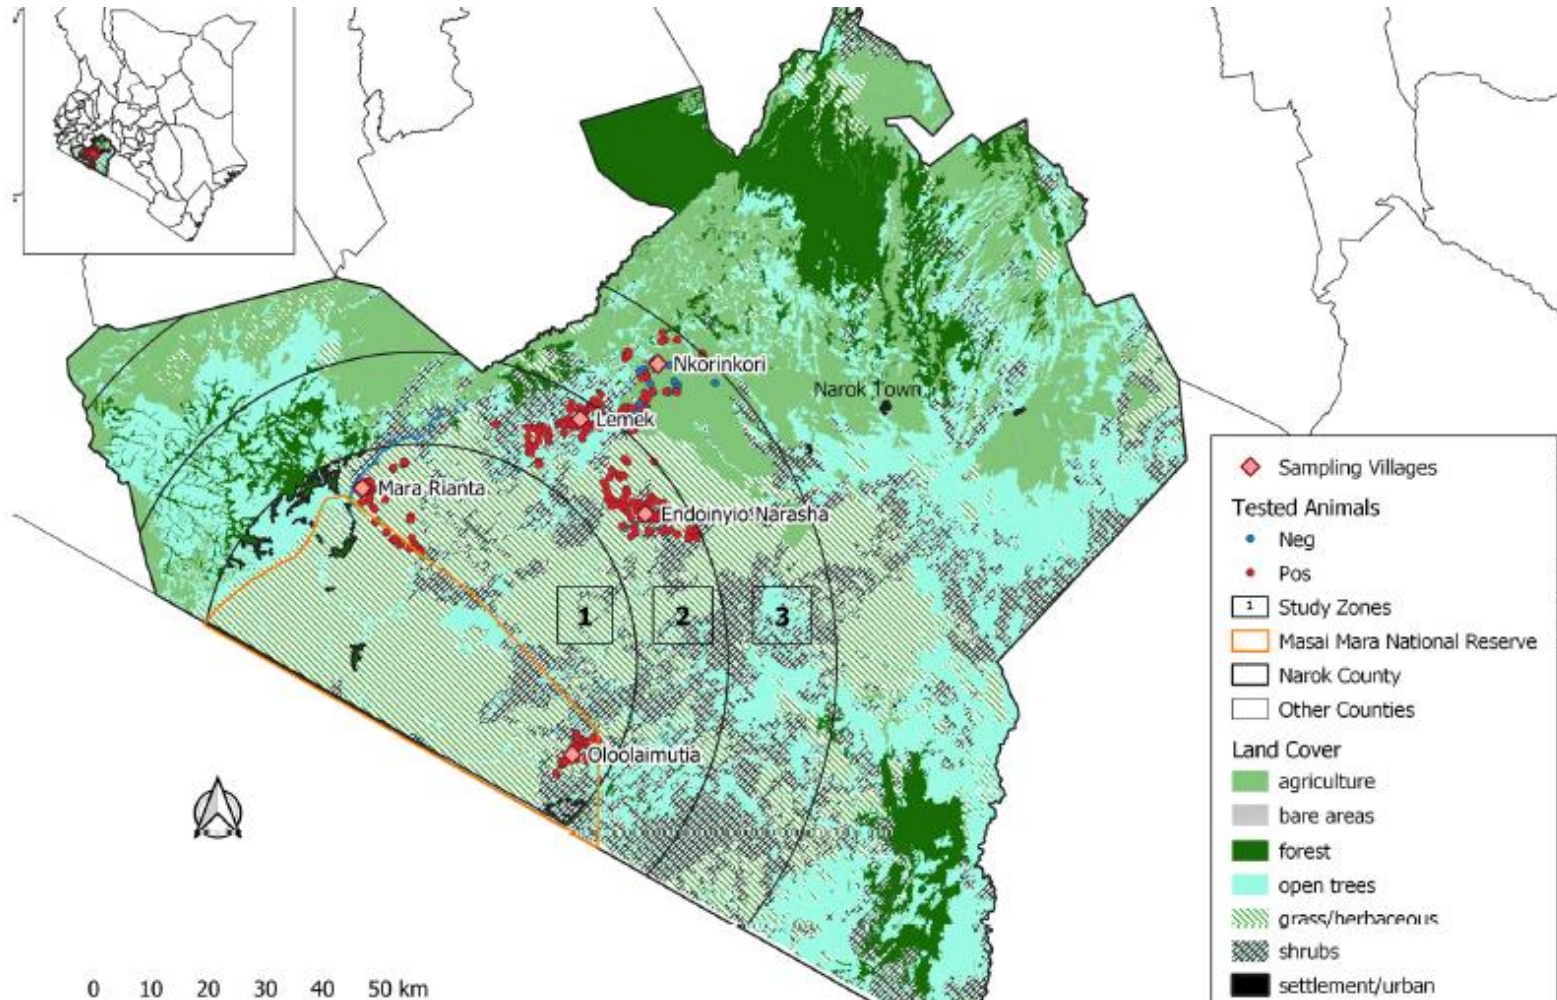 Nkorinkori
Narok Town
Lemek
Mara Rianta
Endoinyio Narasha
1
2
3
Oloolaimutia
0 10 20 30 40 50 km
Sampling Villages
Tested Animals
Neg
Pos
1 Study Zones
Masai Mara National Reserve
Narok County
Other Counties
Land Cover
agriculture
bare areas
forest
open trees
grass/herbaceous
shrubs
settlement/urban